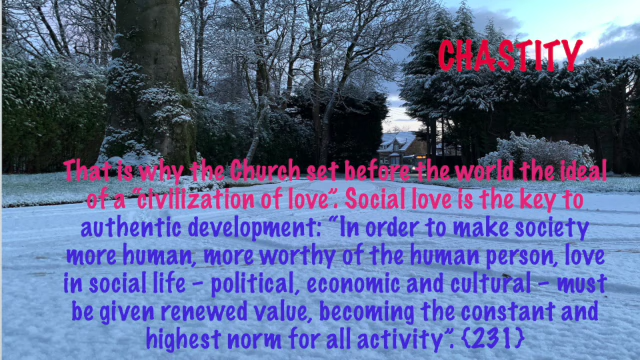 CHASTITY
That is why the Church set before the world the ideal
of a “civilization of love”. Social love is the key to
authentic development: “In order to make society
more human, more worthy of the human person, love
in social life – political, economic and cultural – must
be given renewed value, becoming the constant and
highest norm for all activity”. {231}